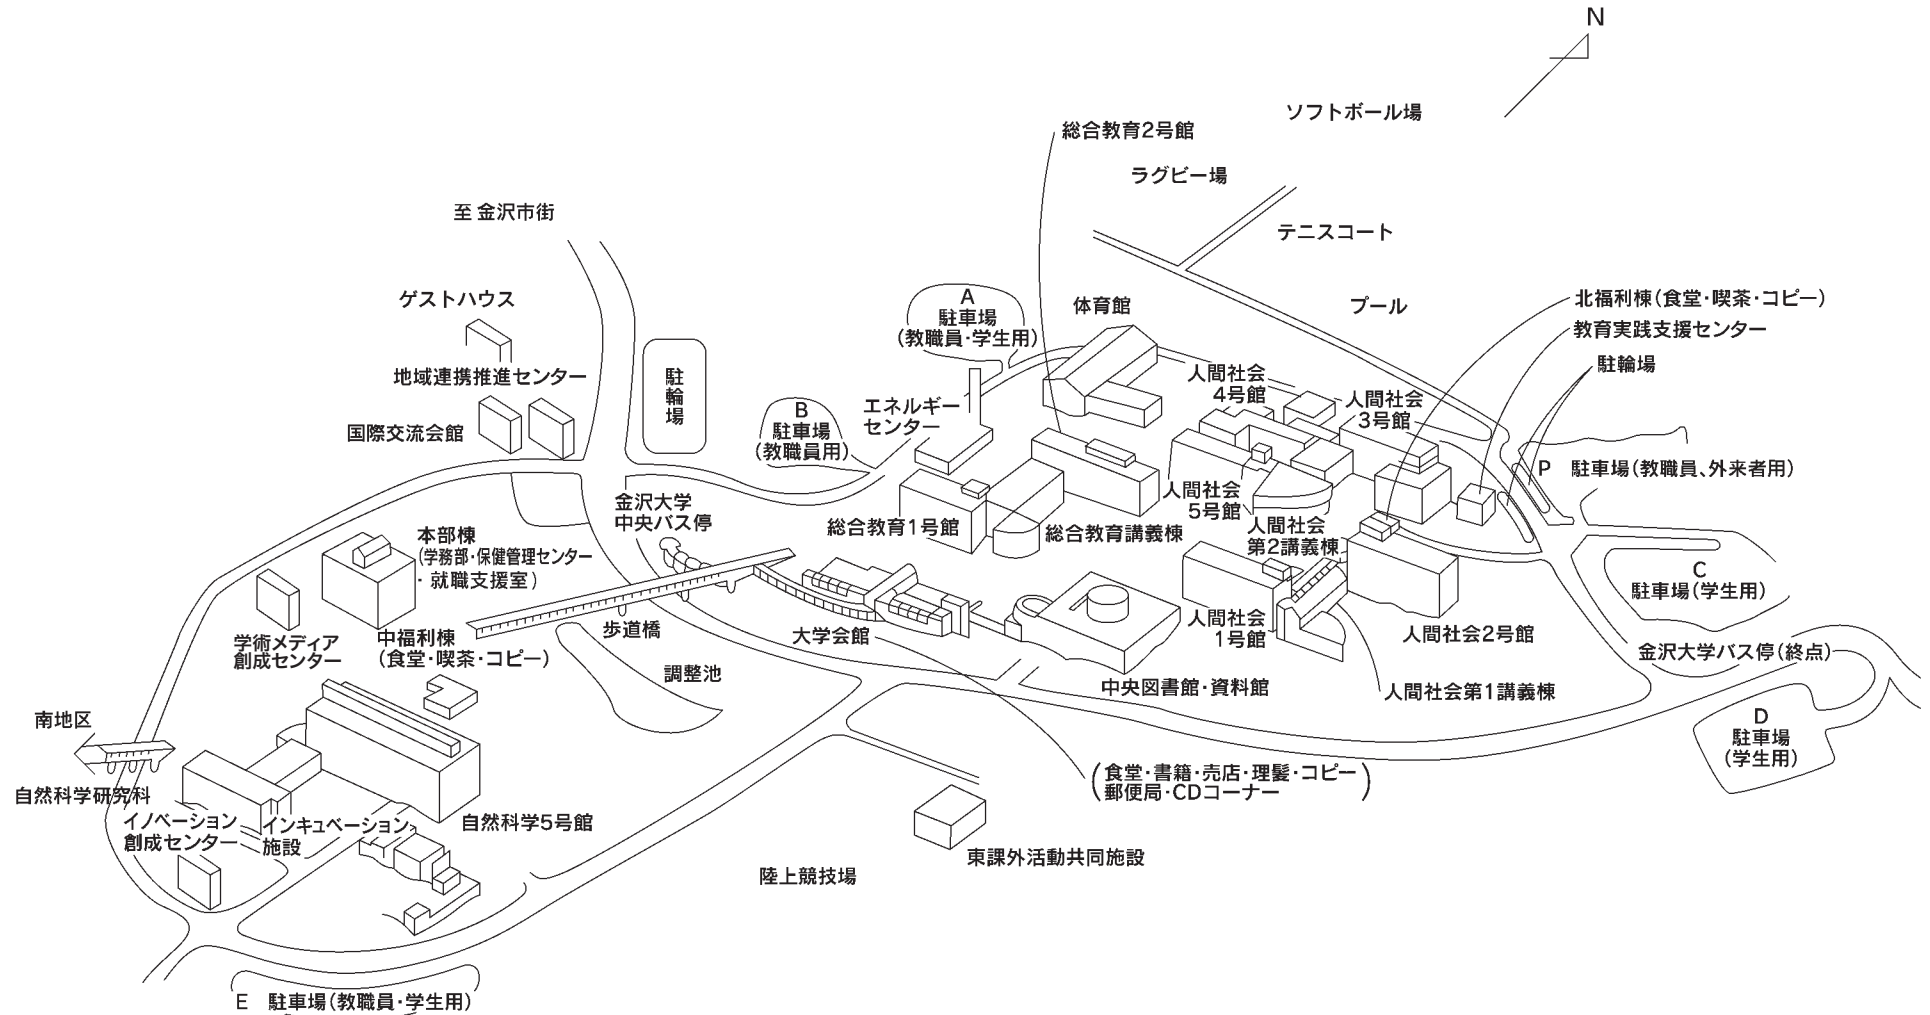 N
ソフトボール場
総合教育2号館
ラグビー場
至 金沢市街
テニスコート
ゲストハウス
A
駐車場
(教職員・学生用)
体育館
プール
北福利棟(食堂・喫茶・コピー)
教育実践支援センター
駐輪場
地域連携推進センター
駐輪場
人間社会
4号館
人間社会
3号館
B
駐車場
(教職員用)
エネルギー
センター
国際交流会館
P 駐車場(教職員、外来者用)
金沢大学
中央バス停
人間社会
5号館
総合教育1号館
総合教育講義棟
人間社会
第2講義棟
本部棟
(学務部・保健管理センター
・就職支援室)
C
駐車場(学生用)
学術メディア
創成センター
中福利棟
(食堂・喫茶・コピー)
歩道橋
大学会館
人間社会
1号館
人間社会2号館
金沢大学バス停(終点)
調整池
中央図書館・資料館
人間社会第1講義棟
南地区
D
駐車場
(学生用)
(食堂・書籍・売店・理髪・コピー
郵便局・CDコーナー)
自然科学研究科
イノベーション
創成センター
インキュベーション
施設
自然科学5号館
東課外活動共同施設
陸上競技場
E 駐車場(教職員・学生用)